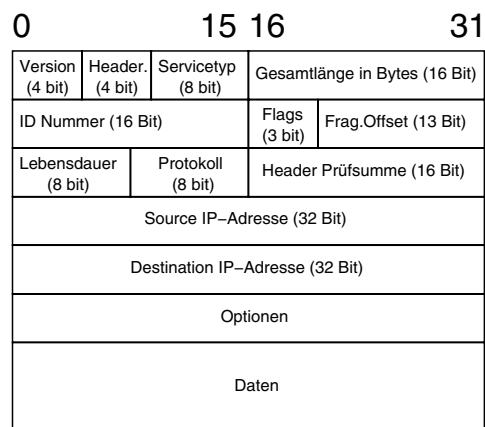 0 15 16 31
Version Header. Servicetyp Gesamtlänge in Bytes (16 Bit)
(4 bit) (4 bit) (8 bit)
ID Nummer (16 Bit) Flags Frag.Offset (13 Bit)
(3 bit)
Lebensdauer Protokoll Header Prüfsumme (16 Bit)
(8 bit) (8 bit)
Source IP−Adresse (32 Bit)
Destination IP−Adresse (32 Bit)
Optionen
Daten